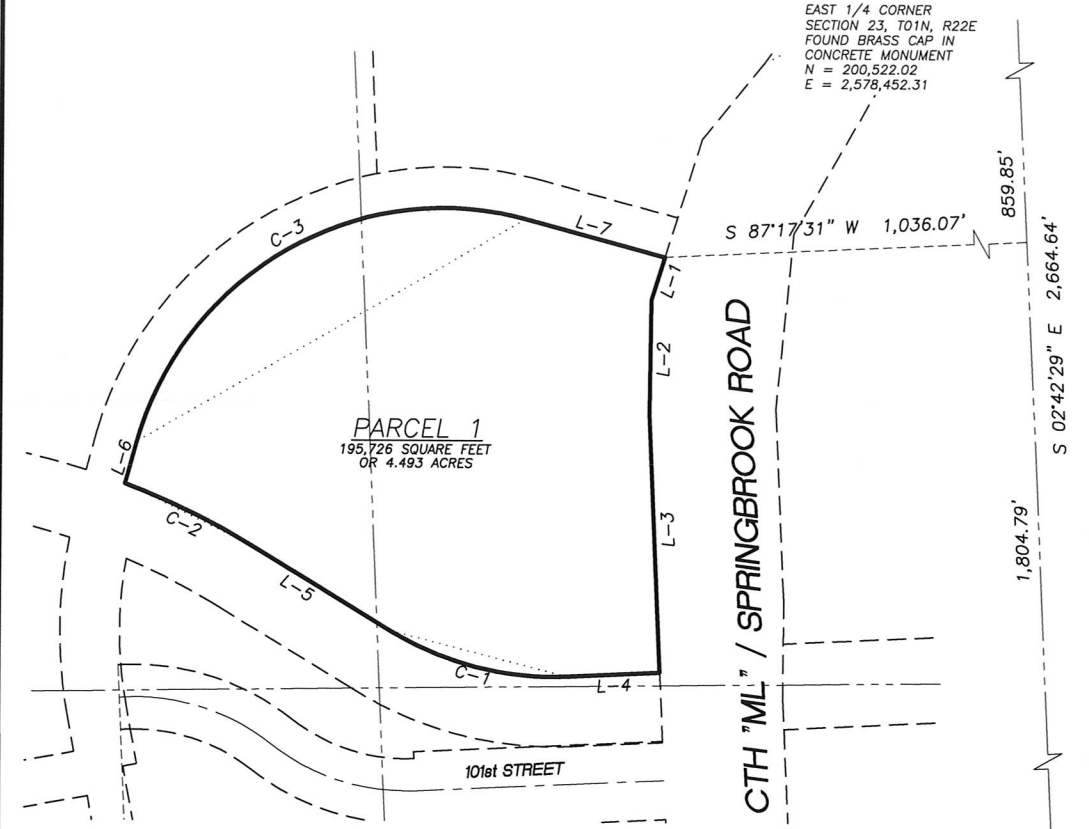 EAST 1/4 CORNER
SECTION 23, T01N, R22E
FOUND BRASS CAP IN
CONCRETE MONUMENT
N = 200,522.02
E = 2,578,452.31
859.85'
S 02°42'29" E 2,664.64'
1,804.79'
S 87°17'31" W 1,036.07'
C-3
L-7
L-1
L-2
L-3
L-6
PARCEL 1
195,726 SQUARE FEET
OR 4.493 ACRES
C-2
L-5
C-1
L-4
CTH "ML" / SPRINGBROOK ROAD
101st STREET